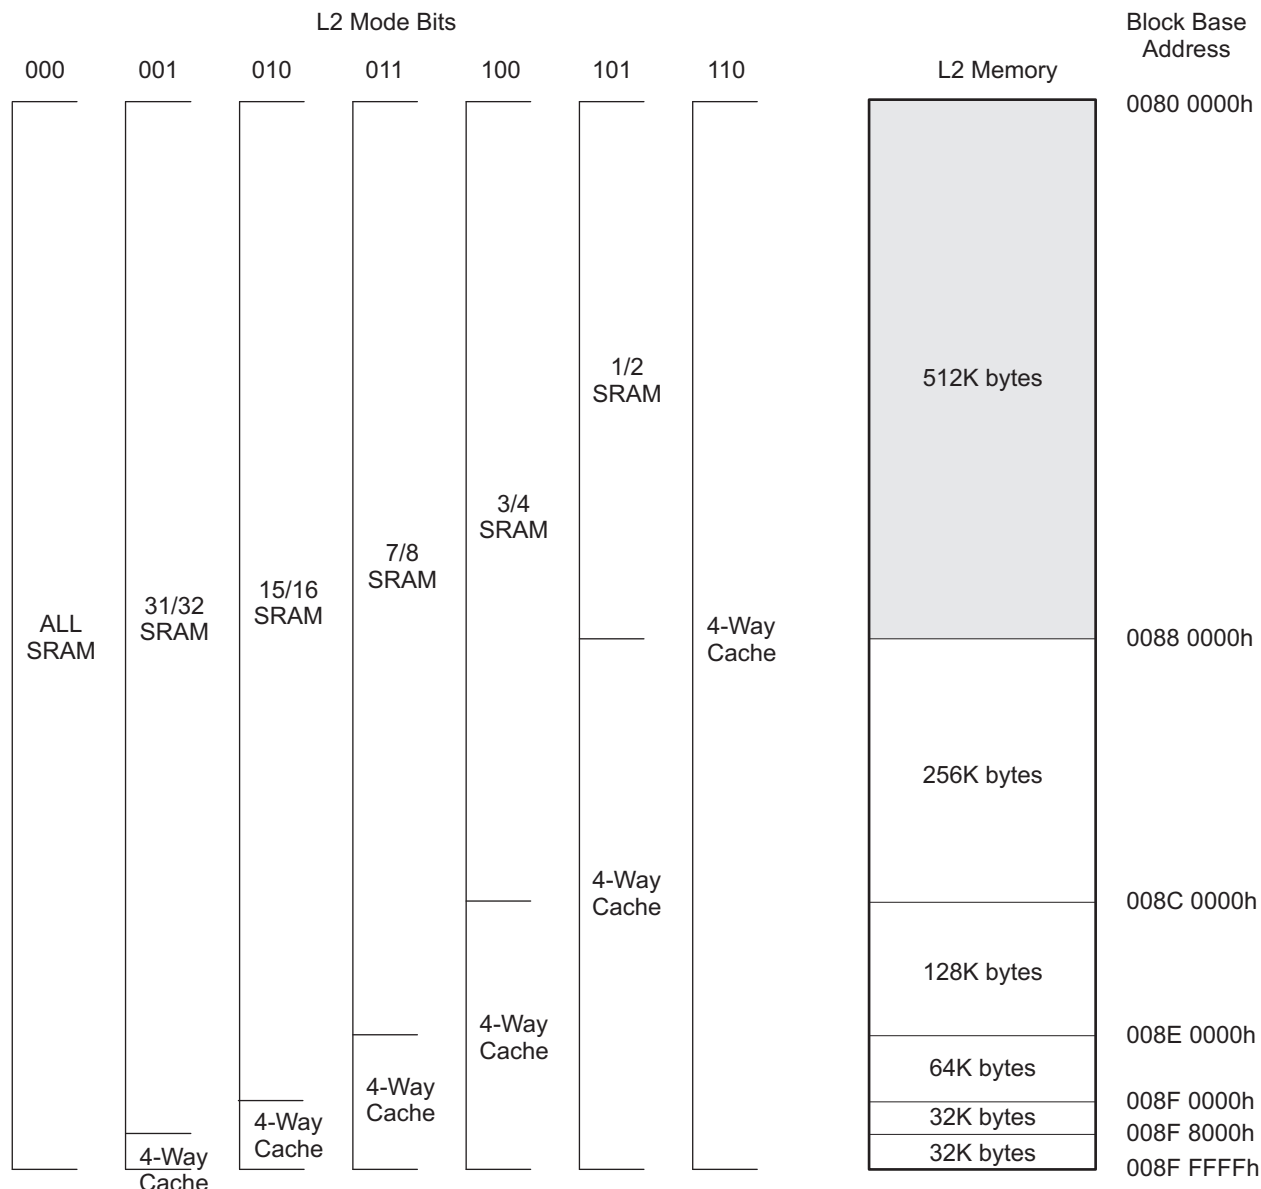 L2 Mode Bits
Block Base
Address
000 001 010 011 100 101 110 L2 Memory
0080 0000h
1/2
SRAM
512K bytes
3/4
SRAM
7/8
SRAM
15/16
SRAM
31/32
SRAM
ALL
SRAM
4-Way
Cache
0088 0000h
256K bytes
4-Way
Cache
008C 0000h
128K bytes
4-Way
Cache
008E 0000h
64K bytes
4-Way
Cache
008F 0000h
4-Way
Cache
32K bytes
008F 8000h
4-Way
Cache
32K bytes
008F FFFFh